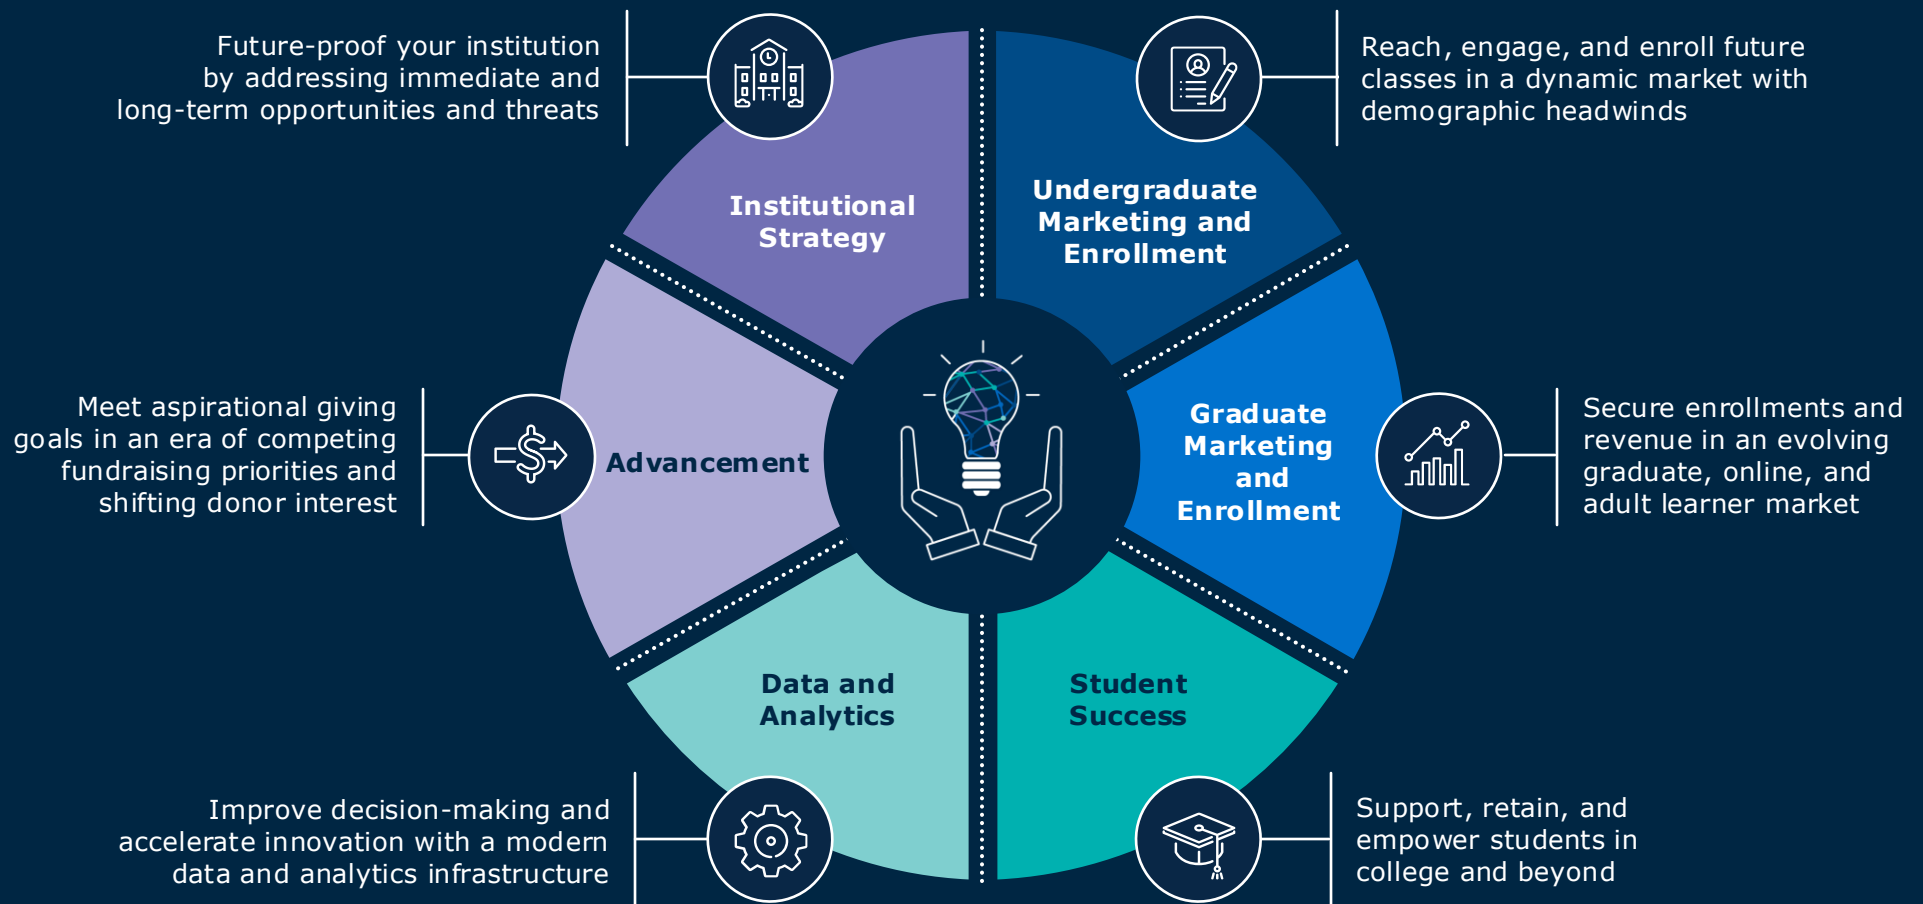 Future-proof your institution
by addressing immediate and
long-term opportunities and threats
Reach, engage, and enroll future
classes in a dynamic market with
demographic headwinds
Institutional
Strategy
Undergraduate
Marketing and
Enrollment
Meet aspirational giving
goals in an era of competing
fundraising priorities and
shifting donor interest
Advancement
Graduate
Marketing
and
Enrollment
Secure enrollments and
revenue in an evolving
graduate, online, and
adult learner market
Data and
Analytics
Student
Success
Improve decision-making and
accelerate innovation with a modern
data and analytics infrastructure
Support, retain, and
empower students in
college and beyond